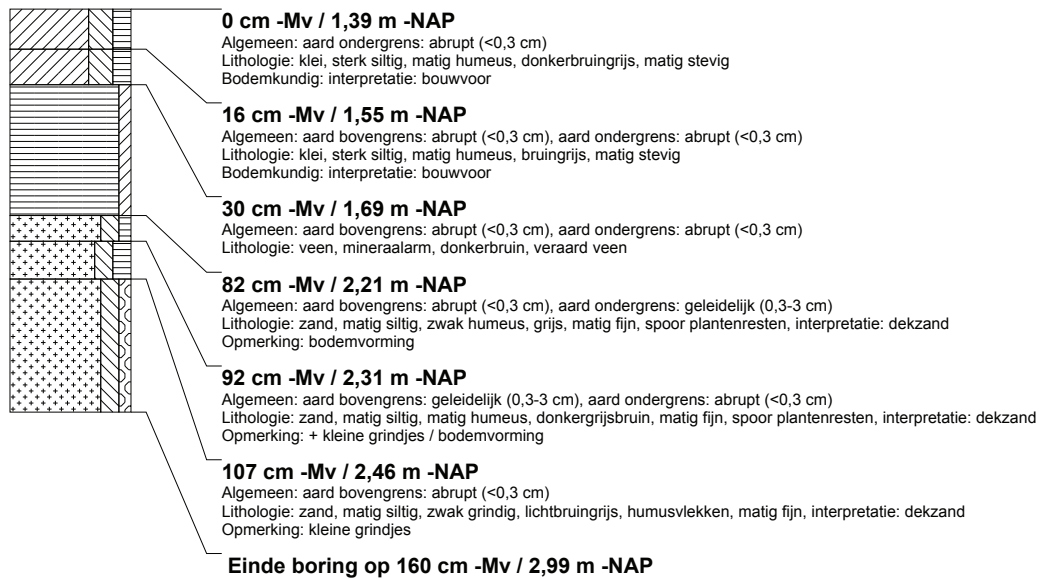 0 cm -Mv / 1,39 m -NAP
Algemeen: aard ondergrens: abrupt (<0,3 cm)
Lithologie: klei, sterk siltig, matig humeus, donkerbruingrijs, matig stevig
Bodemkundig: interpretatie: bouwvoor
16 cm -Mv / 1,55 m -NAP
Algemeen: aard bovengrens: abrupt (<0,3 cm), aard ondergrens: abrupt (<0,3 cm)
Lithologie: klei, sterk siltig, matig humeus, bruingrijs, matig stevig
Bodemkundig: interpretatie: bouwvoor
30 cm -Mv / 1,69 m -NAP
Algemeen: aard bovengrens: abrupt (<0,3 cm), aard ondergrens: abrupt (<0,3 cm)
Lithologie: veen, mineraalarm, donkerbruin, veraard veen
82 cm -Mv / 2,21 m -NAP
Algemeen: aard bovengrens: abrupt (<0,3 cm), aard ondergrens: geleidelijk (0,3-3 cm)
Lithologie: zand, matig siltig, zwak humeus, grijs, matig fijn, spoor plantenresten, interpretatie: dekzand
Opmerking: bodemvorming
92 cm -Mv / 2,31 m -NAP
Algemeen: aard bovengrens: geleidelijk (0,3-3 cm), aard ondergrens: abrupt (<0,3 cm)
Lithologie: zand, matig siltig, matig humeus, donkergrijsbruin, matig fijn, spoor plantenresten, interpretatie: dekzand
Opmerking: + kleine grindjes / bodemvorming
107 cm -Mv / 2,46 m -NAP
Algemeen: aard bovengrens: abrupt (<0,3 cm)
Lithologie: zand, matig siltig, zwak grindig, lichtbruingrijs, humusvlekken, matig fijn, interpretatie: dekzand
Opmerking: kleine grindjes
Einde boring op 160 cm -Mv / 2,99 m -NAP